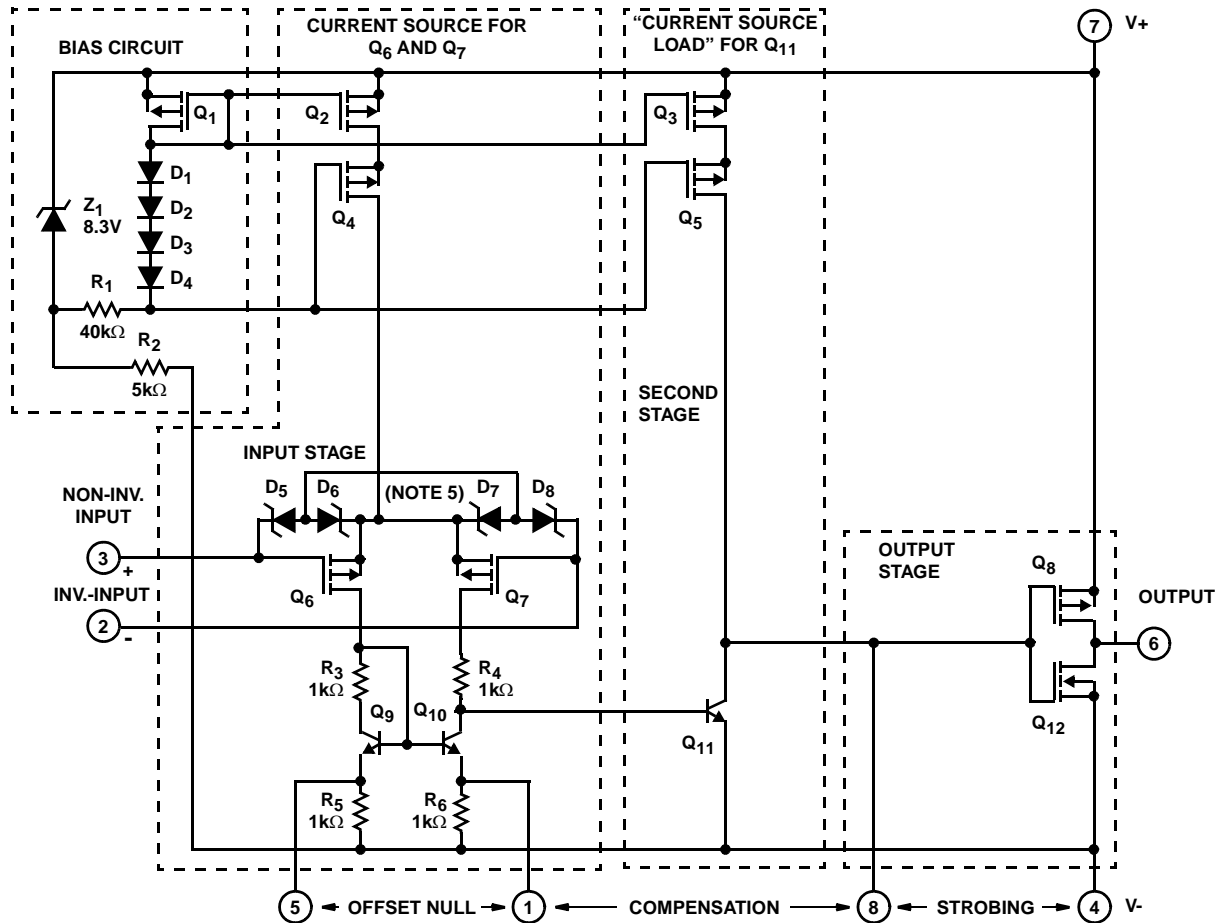 BIAS CIRCUIT
CURRENT SOURCE FOR
Q6 AND Q7
“CURRENT SOURCE
LOAD” FOR Q11
7
V+
Q1
Q2
Q3
D1
D2
D3
D4
Z1
8.3V
Q4
Q5
R1
40kΩ
R2
5kΩ
SECOND
STAGE
INPUT STAGE
D5
D6
(NOTE 5)
D7
D8
NON-INV.
INPUT
3
+
INV.-INPUT
2
-
Q6
Q7
OUTPUT
STAGE
Q8
OUTPUT
6
R3
1kΩ
R4
1kΩ
Q9
Q10
Q11
Q12
R5
1kΩ
R6
1kΩ
5
OFFSET NULL
1
COMPENSATION
8
STROBING
4
V-